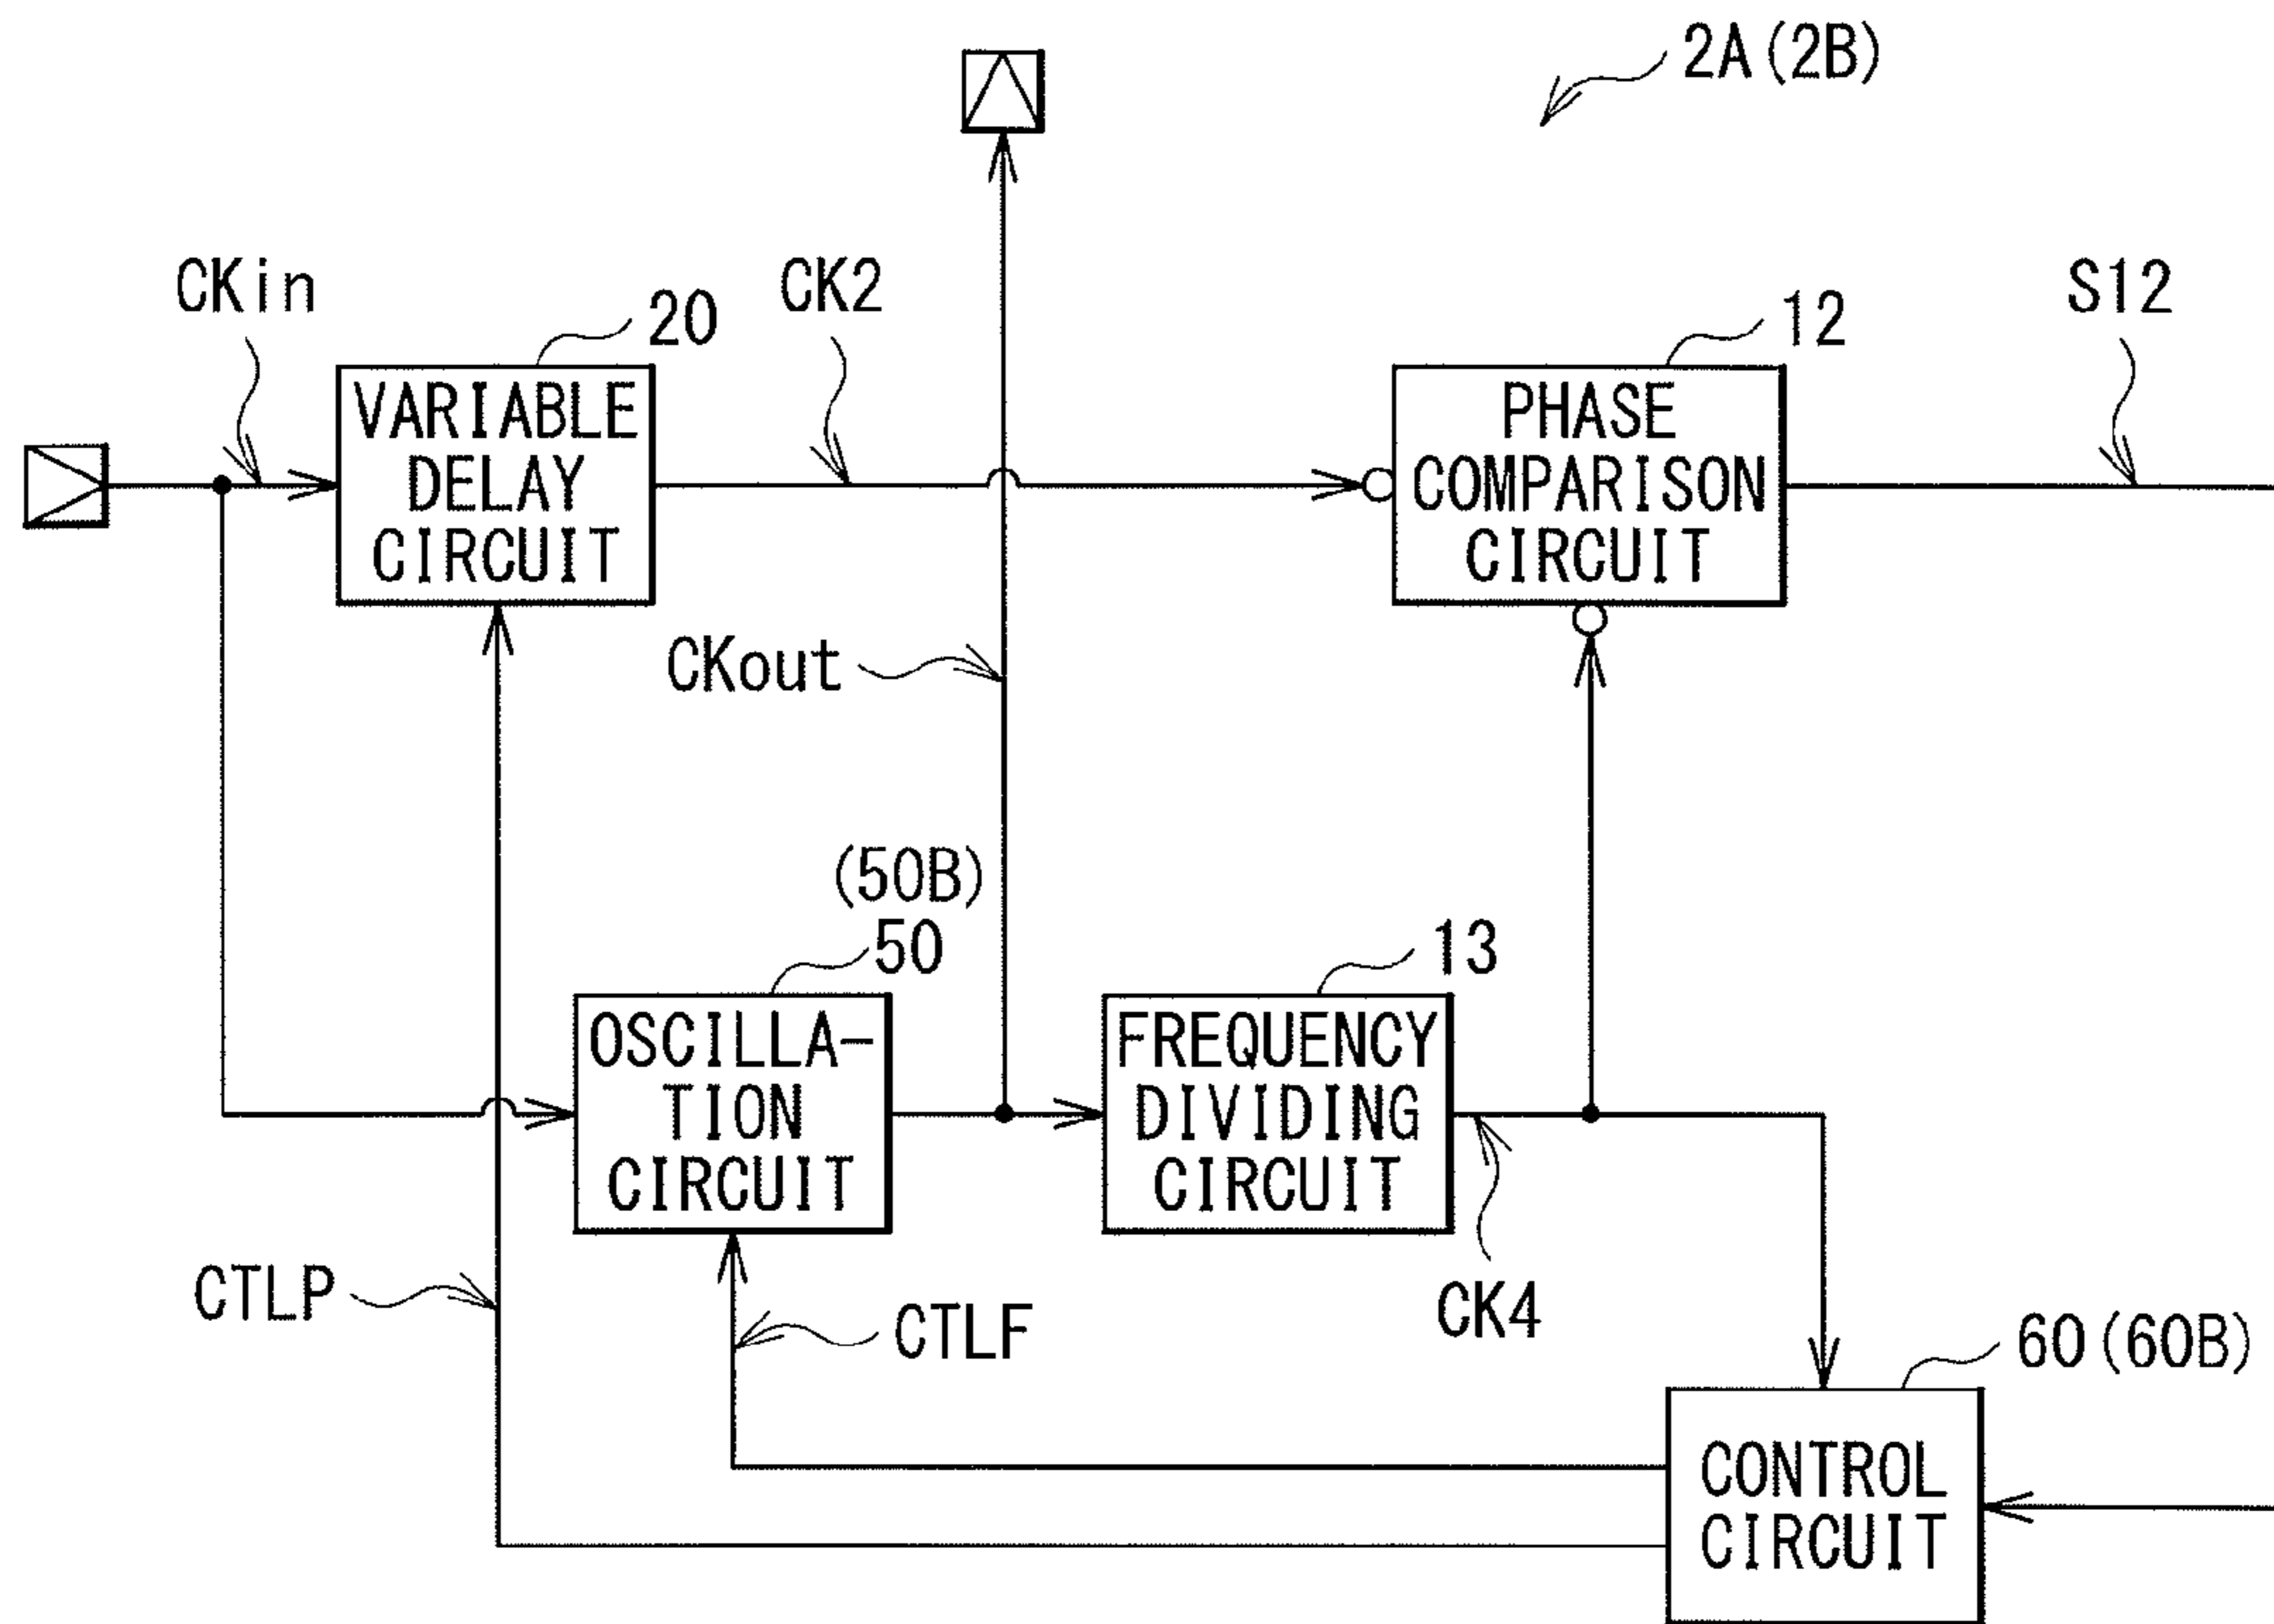 2A(2B)
CKin
20
CK2
12
S12
VARIABLE
DELAY
CIRCUIT
PHASE
COMPARISON
CIRCUIT
CKout
(50B)
50
13
OSCILLA-
TION
CIRCUIT
FREQUENCY
DIVIDING
CIRCUIT
CTLP
CTLF
CK4
60(60B)
CONTROL
CIRCUIT